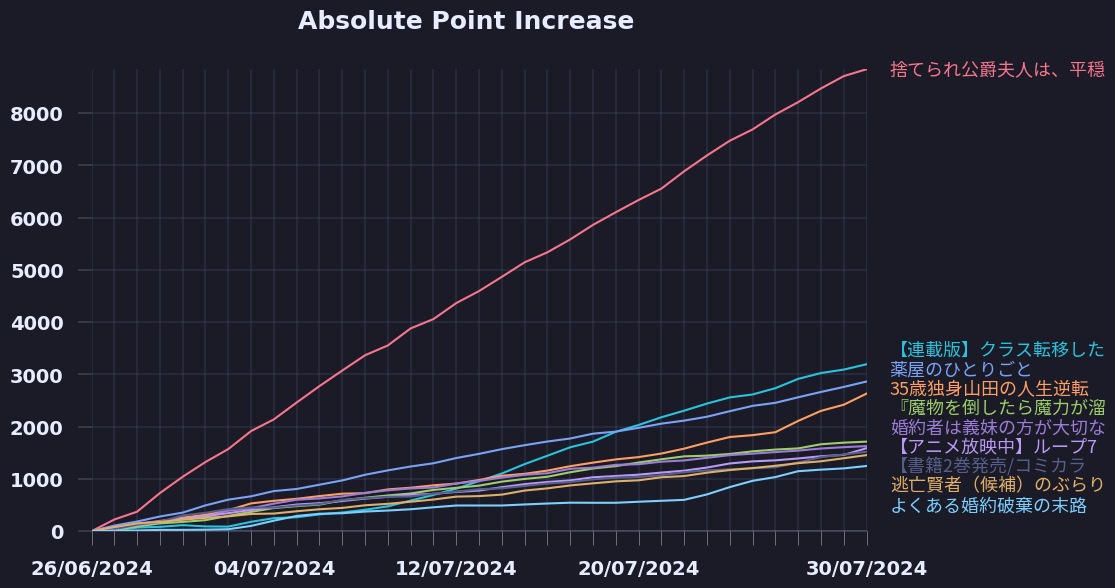 Absolute Point Increase
捨てられ公爵夫人は、平穏
8000
7000
6000
5000
4000
【連載版】クラス転移した
薬屋のひとりごと
3000
35歳独身山田の人生逆転
『魔物を倒したら魔力が溜
2000
婚約者は義妹の方が大切な
【アニメ放映中】ループ7
【書籍2巻発売/コミカラ
1000
逃亡賢者（候補）のぶらり
よくある婚約破棄の末路
0
26/06/2024 04/07/2024 12/07/2024 20/07/2024 30/07/2024